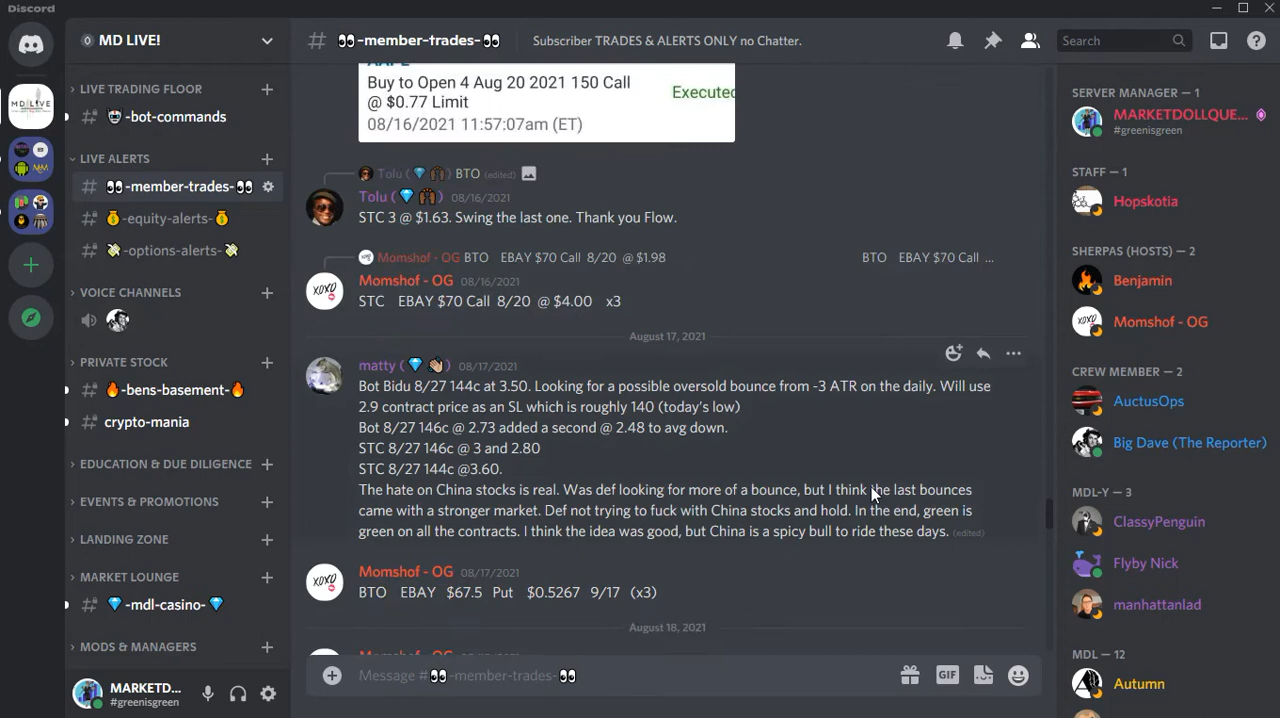 Discord
MD LIVE!
LIVE TRADING FLOOR
-bot-commands
LIVE ALERTS
-member-trades-
-equity-alerts-
-options-alerts-
VOICE CHANNELS
PRIVATE STOCK
-bens-basement-
crypto-mania
EDUCATION & DUE DILIGENCE
EVENTS & PROMOTIONS
LANDING ZONE
MARKET LOUNGE
-mdl-casino-
MODS & MANAGERS
MARKETD...
#greenisgreen
-member-trades-
Subscriber TRADES & ALERTS ONLY no Chatter.
Search
Buy to Open 4 Aug 20 2021 150 Call
@ $0.77 Limit
Executed
08/16/2021 11:57:07am (ET)
Tolu ( ) BTO (edited)
Tolu ( ) 08/16/2021
STC 3 @ $1.63. Swing the last one. Thank you Flow.
Momshof - OG BTO EBAY $70 Call 8/20 @ $1.98 BTO EBAY $70 Call ...
XOXO
Momshof - OG 08/16/2021
STC EBAY $70 Call 8/20 @ $4.00 x3
August 17, 2021
matty ( ) 08/17/2021
Bot Bidu 8/27 144c at 3.50. Looking for a possible oversold bounce from -3 ATR on the daily. Will use
2.9 contract price as an SL which is roughly 140 (today's low)
Bot 8/27 146c @ 2.73 added a second @ 2.48 to avg down.
STC 8/27 146c @ 3 and 2.80
STC 8/27 144c @3.60.
The hate on China stocks is real. Was def looking for more of a bounce, but I think the last bounces
came with a stronger market. Def not trying to fuck with China stocks and hold. In the end, green is
green on all the contracts. I think the idea was good, but China is a spicy bull to ride these days. (edited)
XOXO
Momshof - OG 08/17/2021
BTO EBAY $67.5 Put $0.5267 9/17 (x3)
August 18, 2021
Message # -member-trades-
GIF
SERVER MANAGER — 1
MARKETDOLLQUE...
#greenisgreen
STAFF — 1
Hopskotia
SHERPAS (HOSTS) — 2
Benjamin
XOXO
Momshof - OG
CREW MEMBER — 2
AuctusOps
Big Dave (The Reporter)
MDL-Y — 3
ClassyPenguin
Flyby Nick
manhattanlad
MDL — 12
Autumn